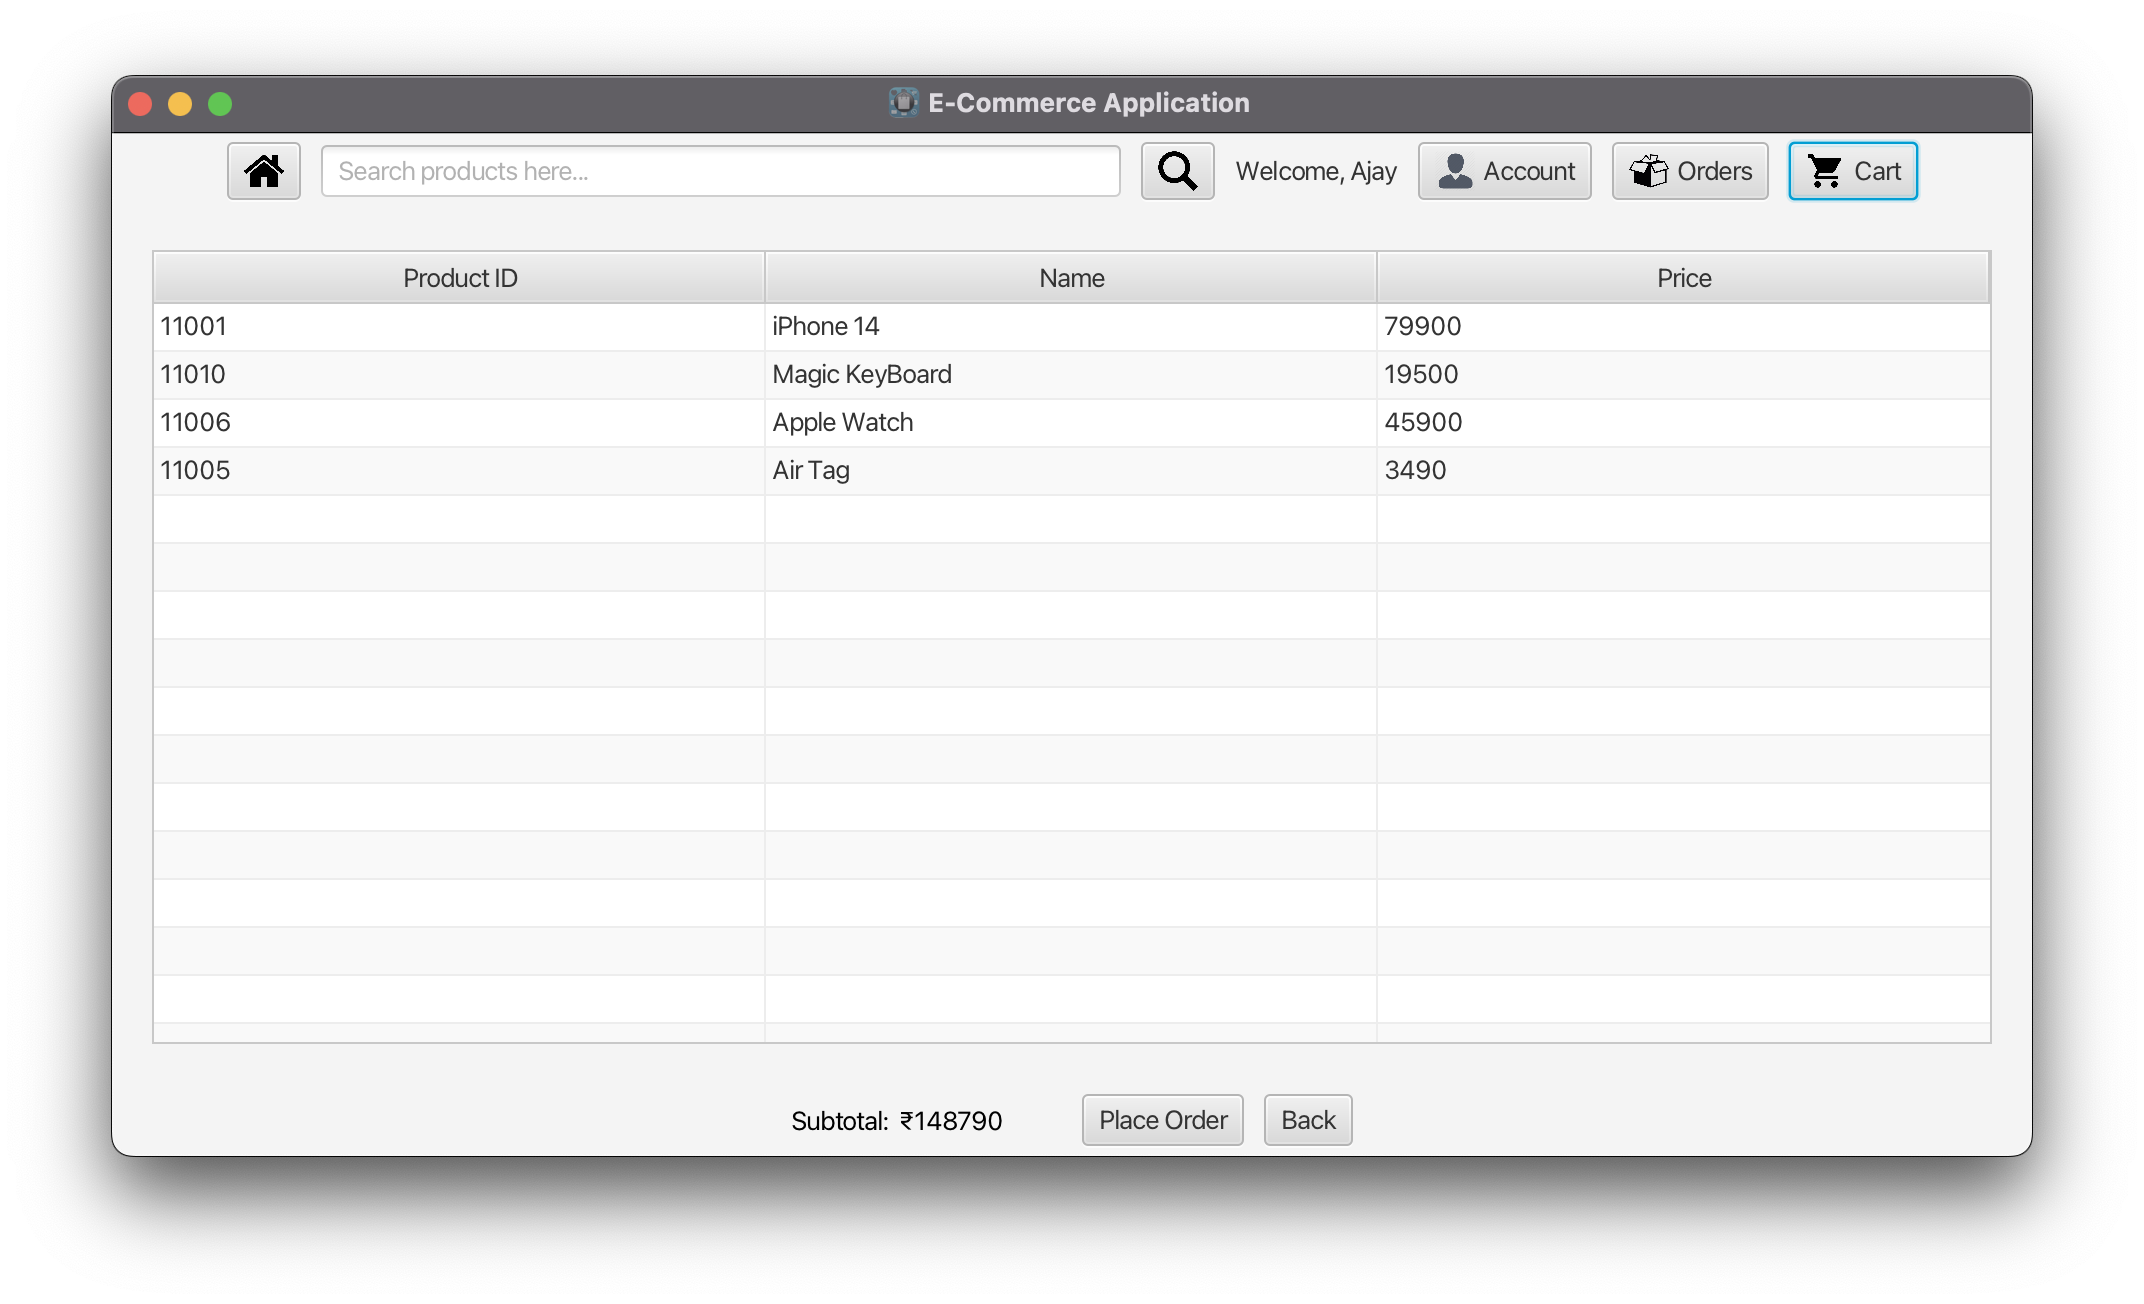 E-Commerce Application
Search products here... Welcome, Ajay Account Orders Cart
Product ID Name Price
11001 iPhone 14 79900
11010 Magic KeyBoard 19500
11006 Apple Watch 45900
11005 Air Tag 3490
Subtotal: ₹148790 Place Order Back